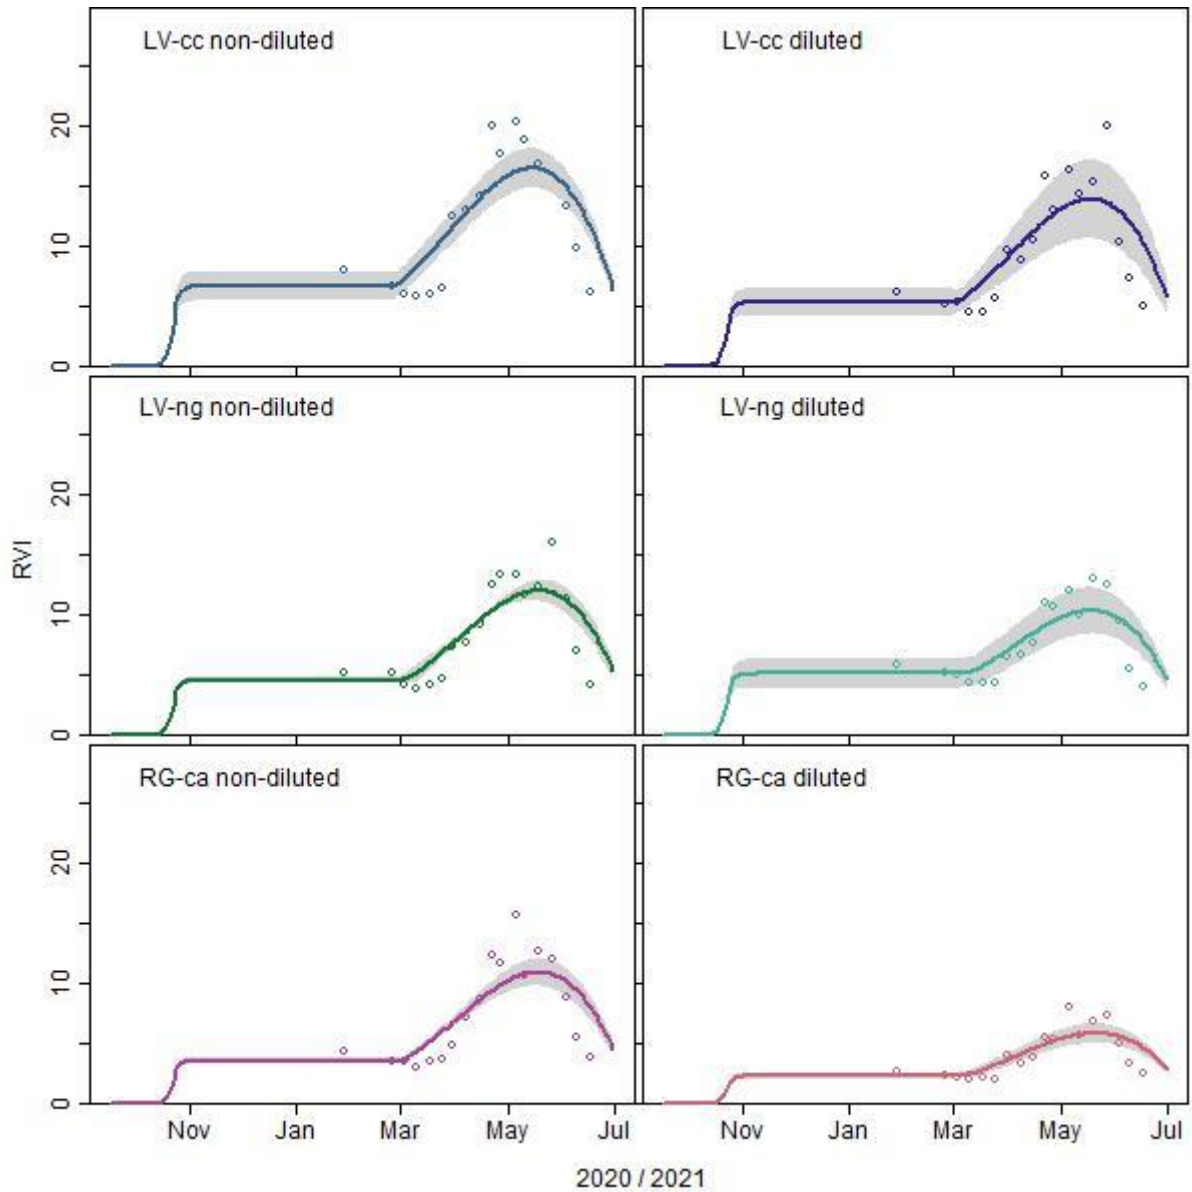 LV-cc non-diluted
LV-cc diluted
20
10
0
LV-ng non-diluted
LV-ng diluted
20
10
0
RVI
RG-ca non-diluted
RG-ca diluted
20
10
0
Nov Jan Mar May Jul Nov Jan Mar May Jul
2020 / 2021